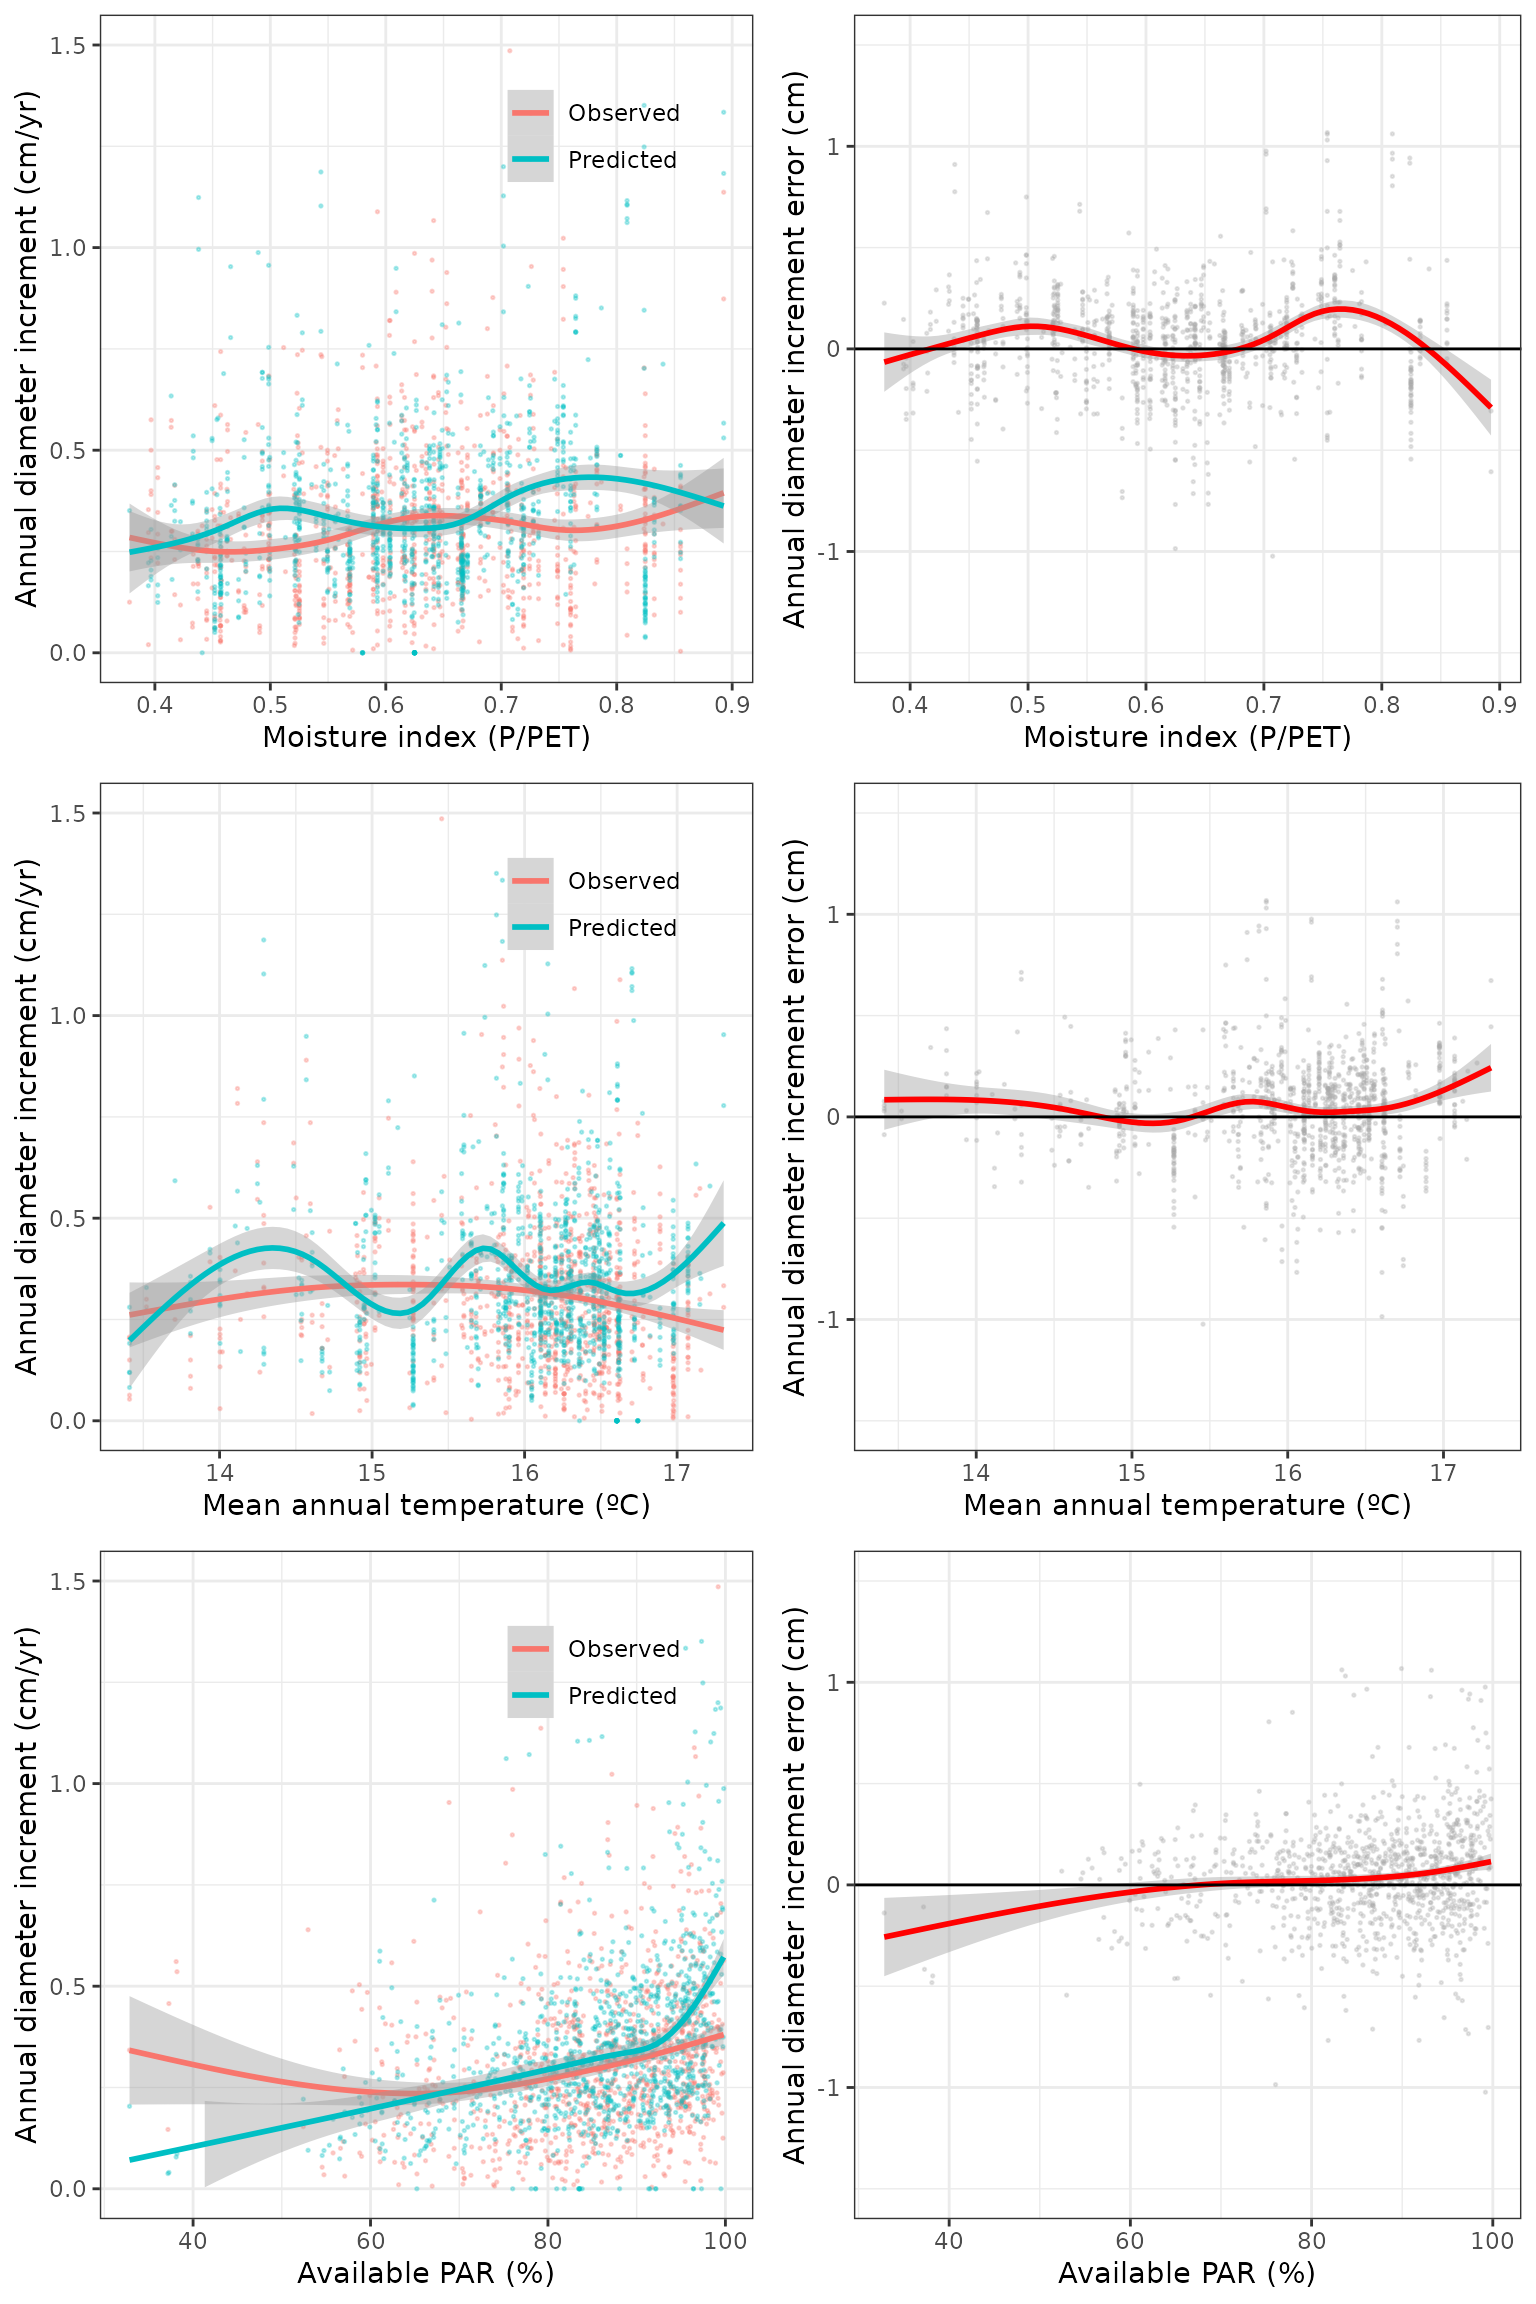 Annual diameter increment (cm/yr)
1.5
1.0
0.5
0.0
Observed
Predicted
0.4 0.5 0.6 0.7 0.8 0.9
Moisture index (P/PET)
Annual diameter increment error (cm)
1
0
-1
0.4 0.5 0.6 0.7 0.8 0.9
Moisture index (P/PET)
Annual diameter increment (cm/yr)
1.5
1.0
0.5
0.0
Observed
Predicted
14 15 16 17
Mean annual temperature (ºC)
Annual diameter increment error (cm)
1
0
-1
14 15 16 17
Mean annual temperature (ºC)
Annual diameter increment (cm/yr)
1.5
1.0
0.5
0.0
Observed
Predicted
40 60 80 100
Available PAR (%)
Annual diameter increment error (cm)
1
0
-1
40 60 80 100
Available PAR (%)